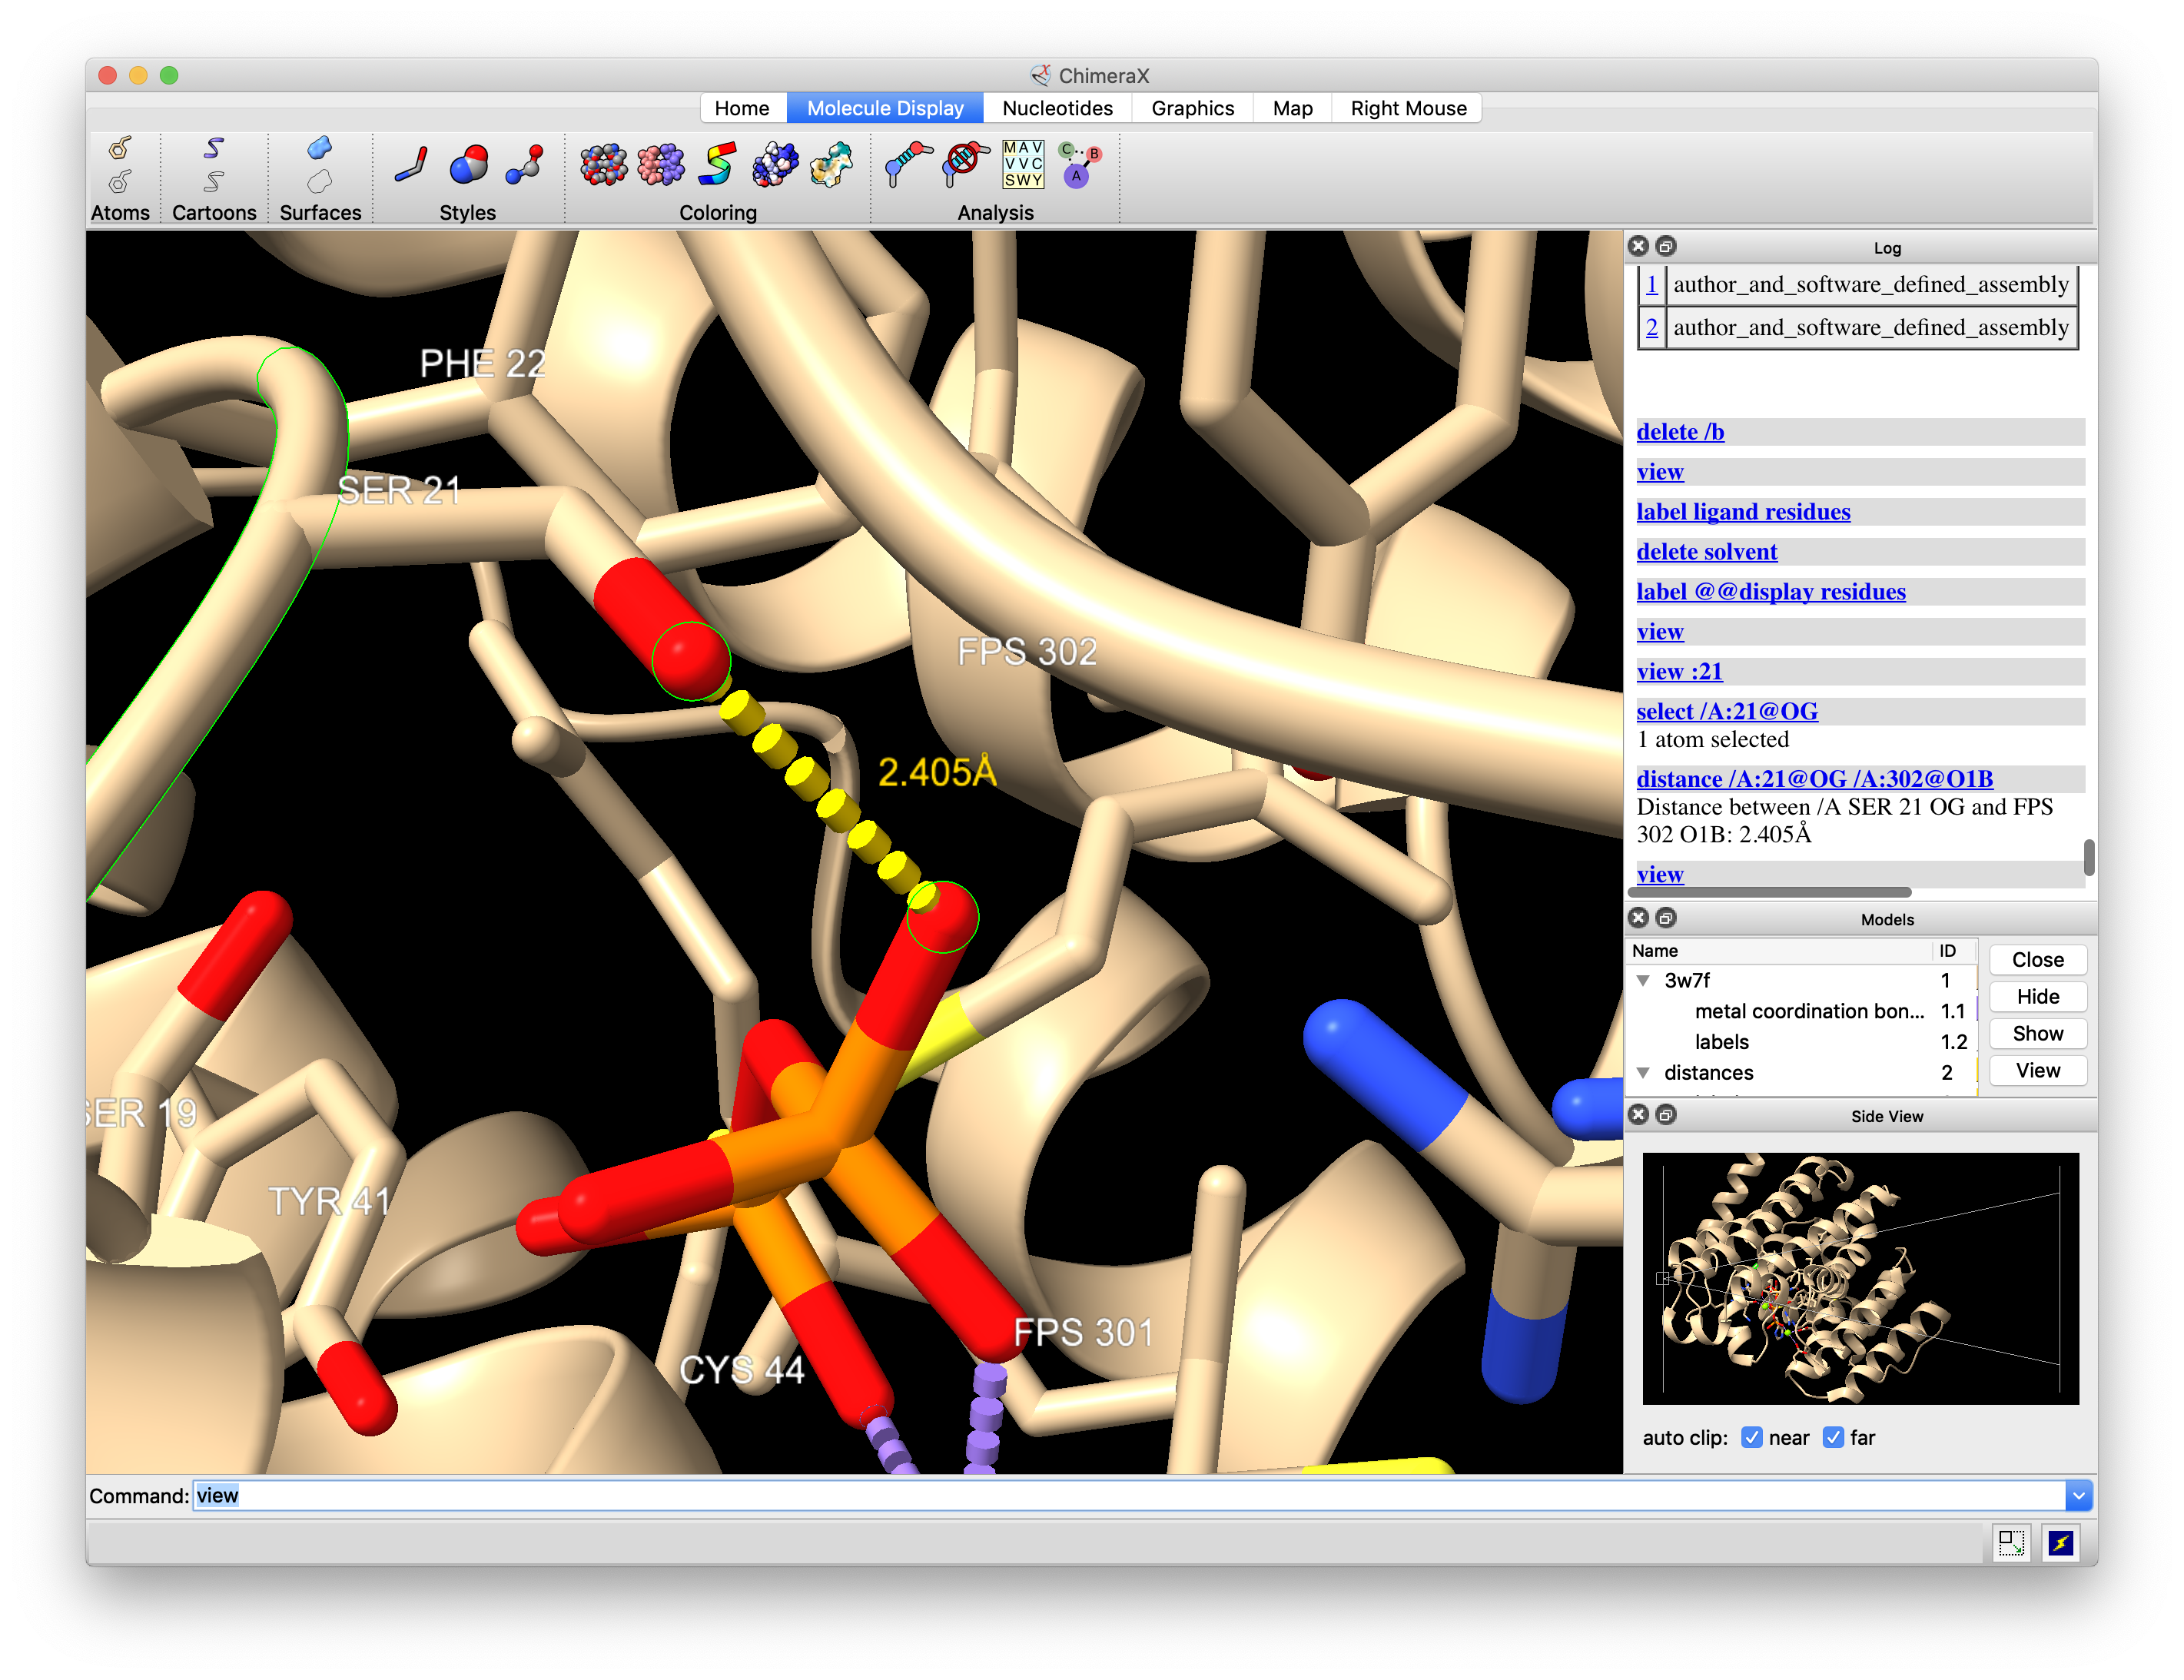 ChimeraX
Home
Molecule Display
Nucleotides
Graphics
Map
Right Mouse
MAV
VVC
SWY
C
B
A
Atoms
Cartoons
Surfaces
Styles
Coloring
Analysis
PHE 22
SER 21
FPS 302
2.405Å
SER 19
TYR 41
CYS 44
FPS 301
Log
1 author_and_software_defined_assembly
2 author_and_software_defined_assembly
delete /b
view
label ligand residues
delete solvent
label @@display residues
view
view :21
select /A:21@OG
1 atom selected
distance /A:21@OG /A:302@O1B
Distance between /A SER 21 OG and FPS
302 O1B: 2.405Å
view
Models
Name ID
3w7f 1
metal coordination bon... 1.1
labels 1.2
distances 2
Close
Hide
Show
View
Side View
auto clip: near far
Command: view